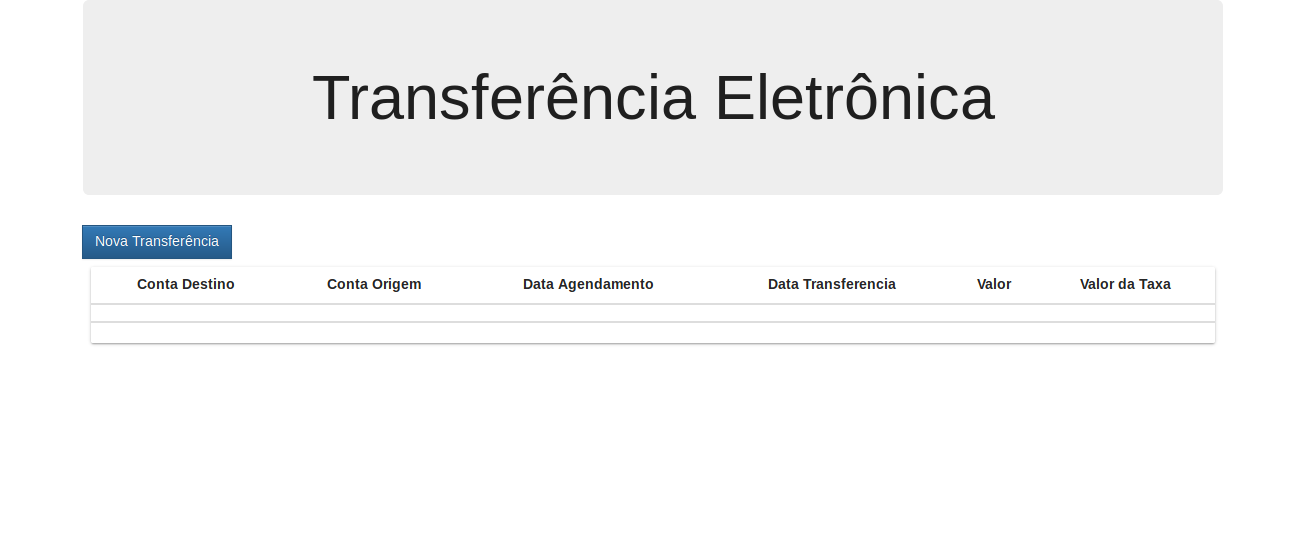 Transferência Eletrônica
Nova Transferência
Conta Destino Conta Origem Data Agendamento Data Transferencia Valor Valor da Taxa